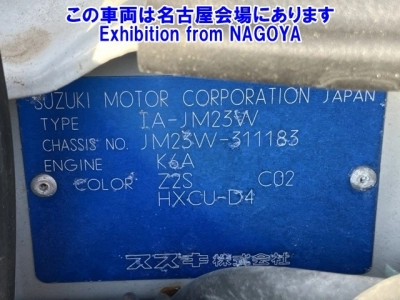 この車両は名古屋会場にあります
Exhibition from NAGOYA
SUZUKI MOTOR CORPORATION JAPAN
TYPE IA-JM23W
CHASSIS NO. JM23W-311183
ENGINE K6A
COLOR Z2S C02
HXCU-D4
スズキ株式会社